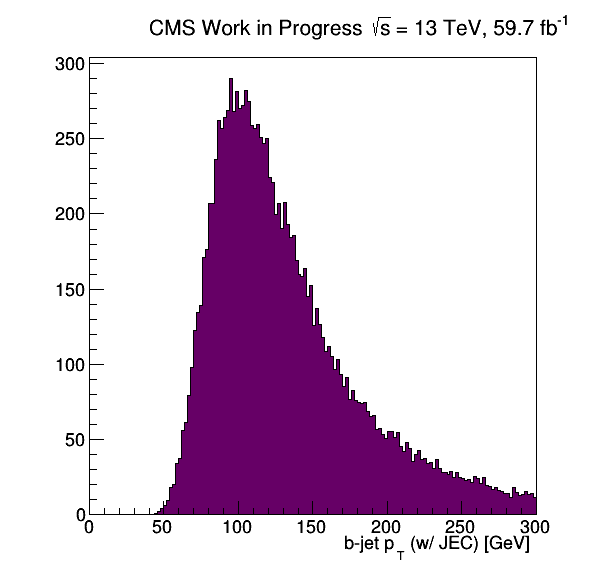 CMS Work in Progress √s = 13 TeV, 59.7 fb⁻¹
300
250
200
150
100
50
0
0 50 100 150 200 250 300
b-jet p_T (w/ JEC) [GeV]